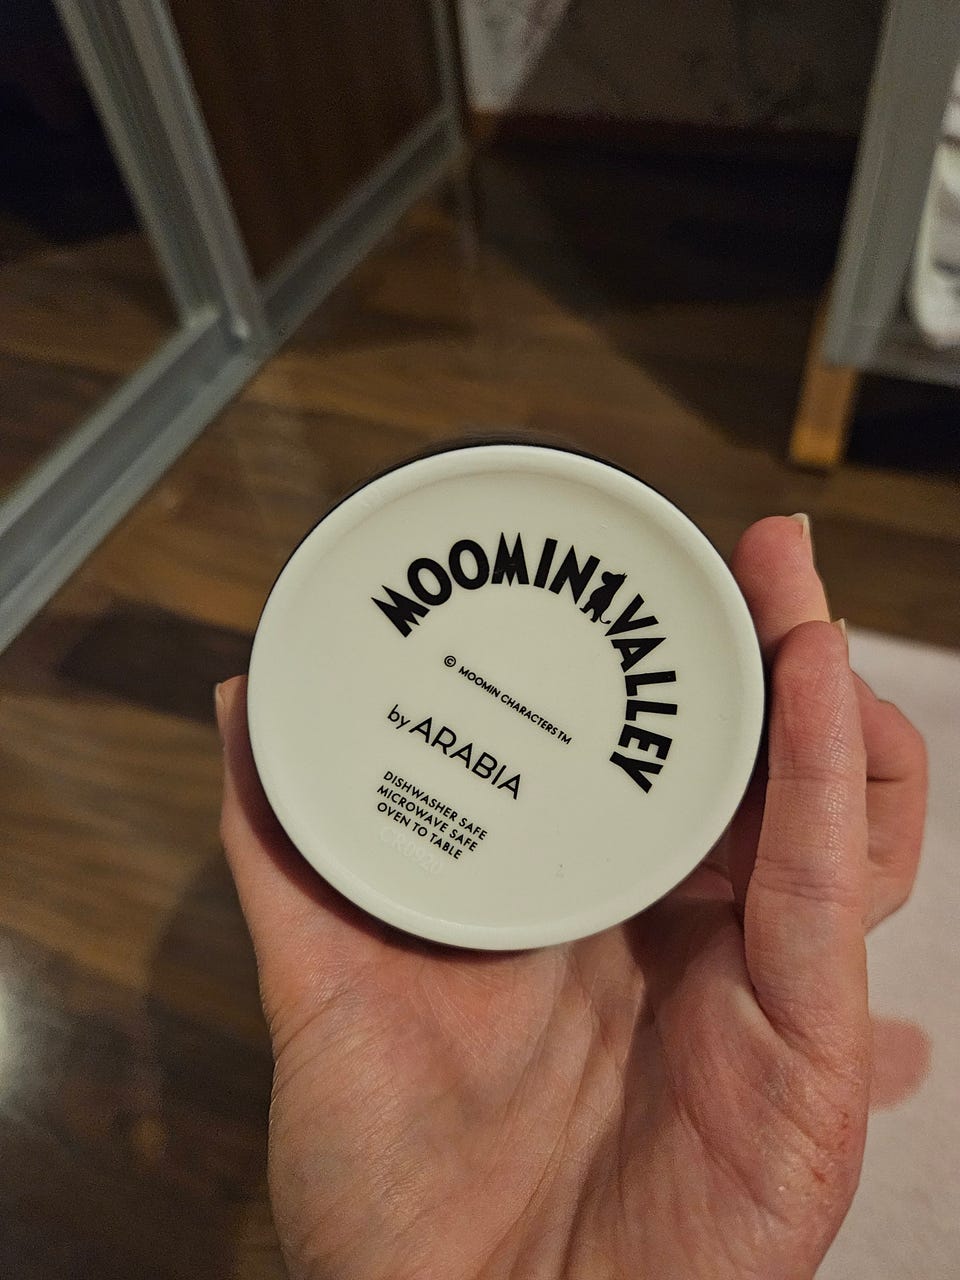 MOOMINVALLEY
© MOOMIN CHARACTERS™
by ARABIA
DISHWASHER SAFE
MICROWAVE SAFE
OVEN TO TABLE